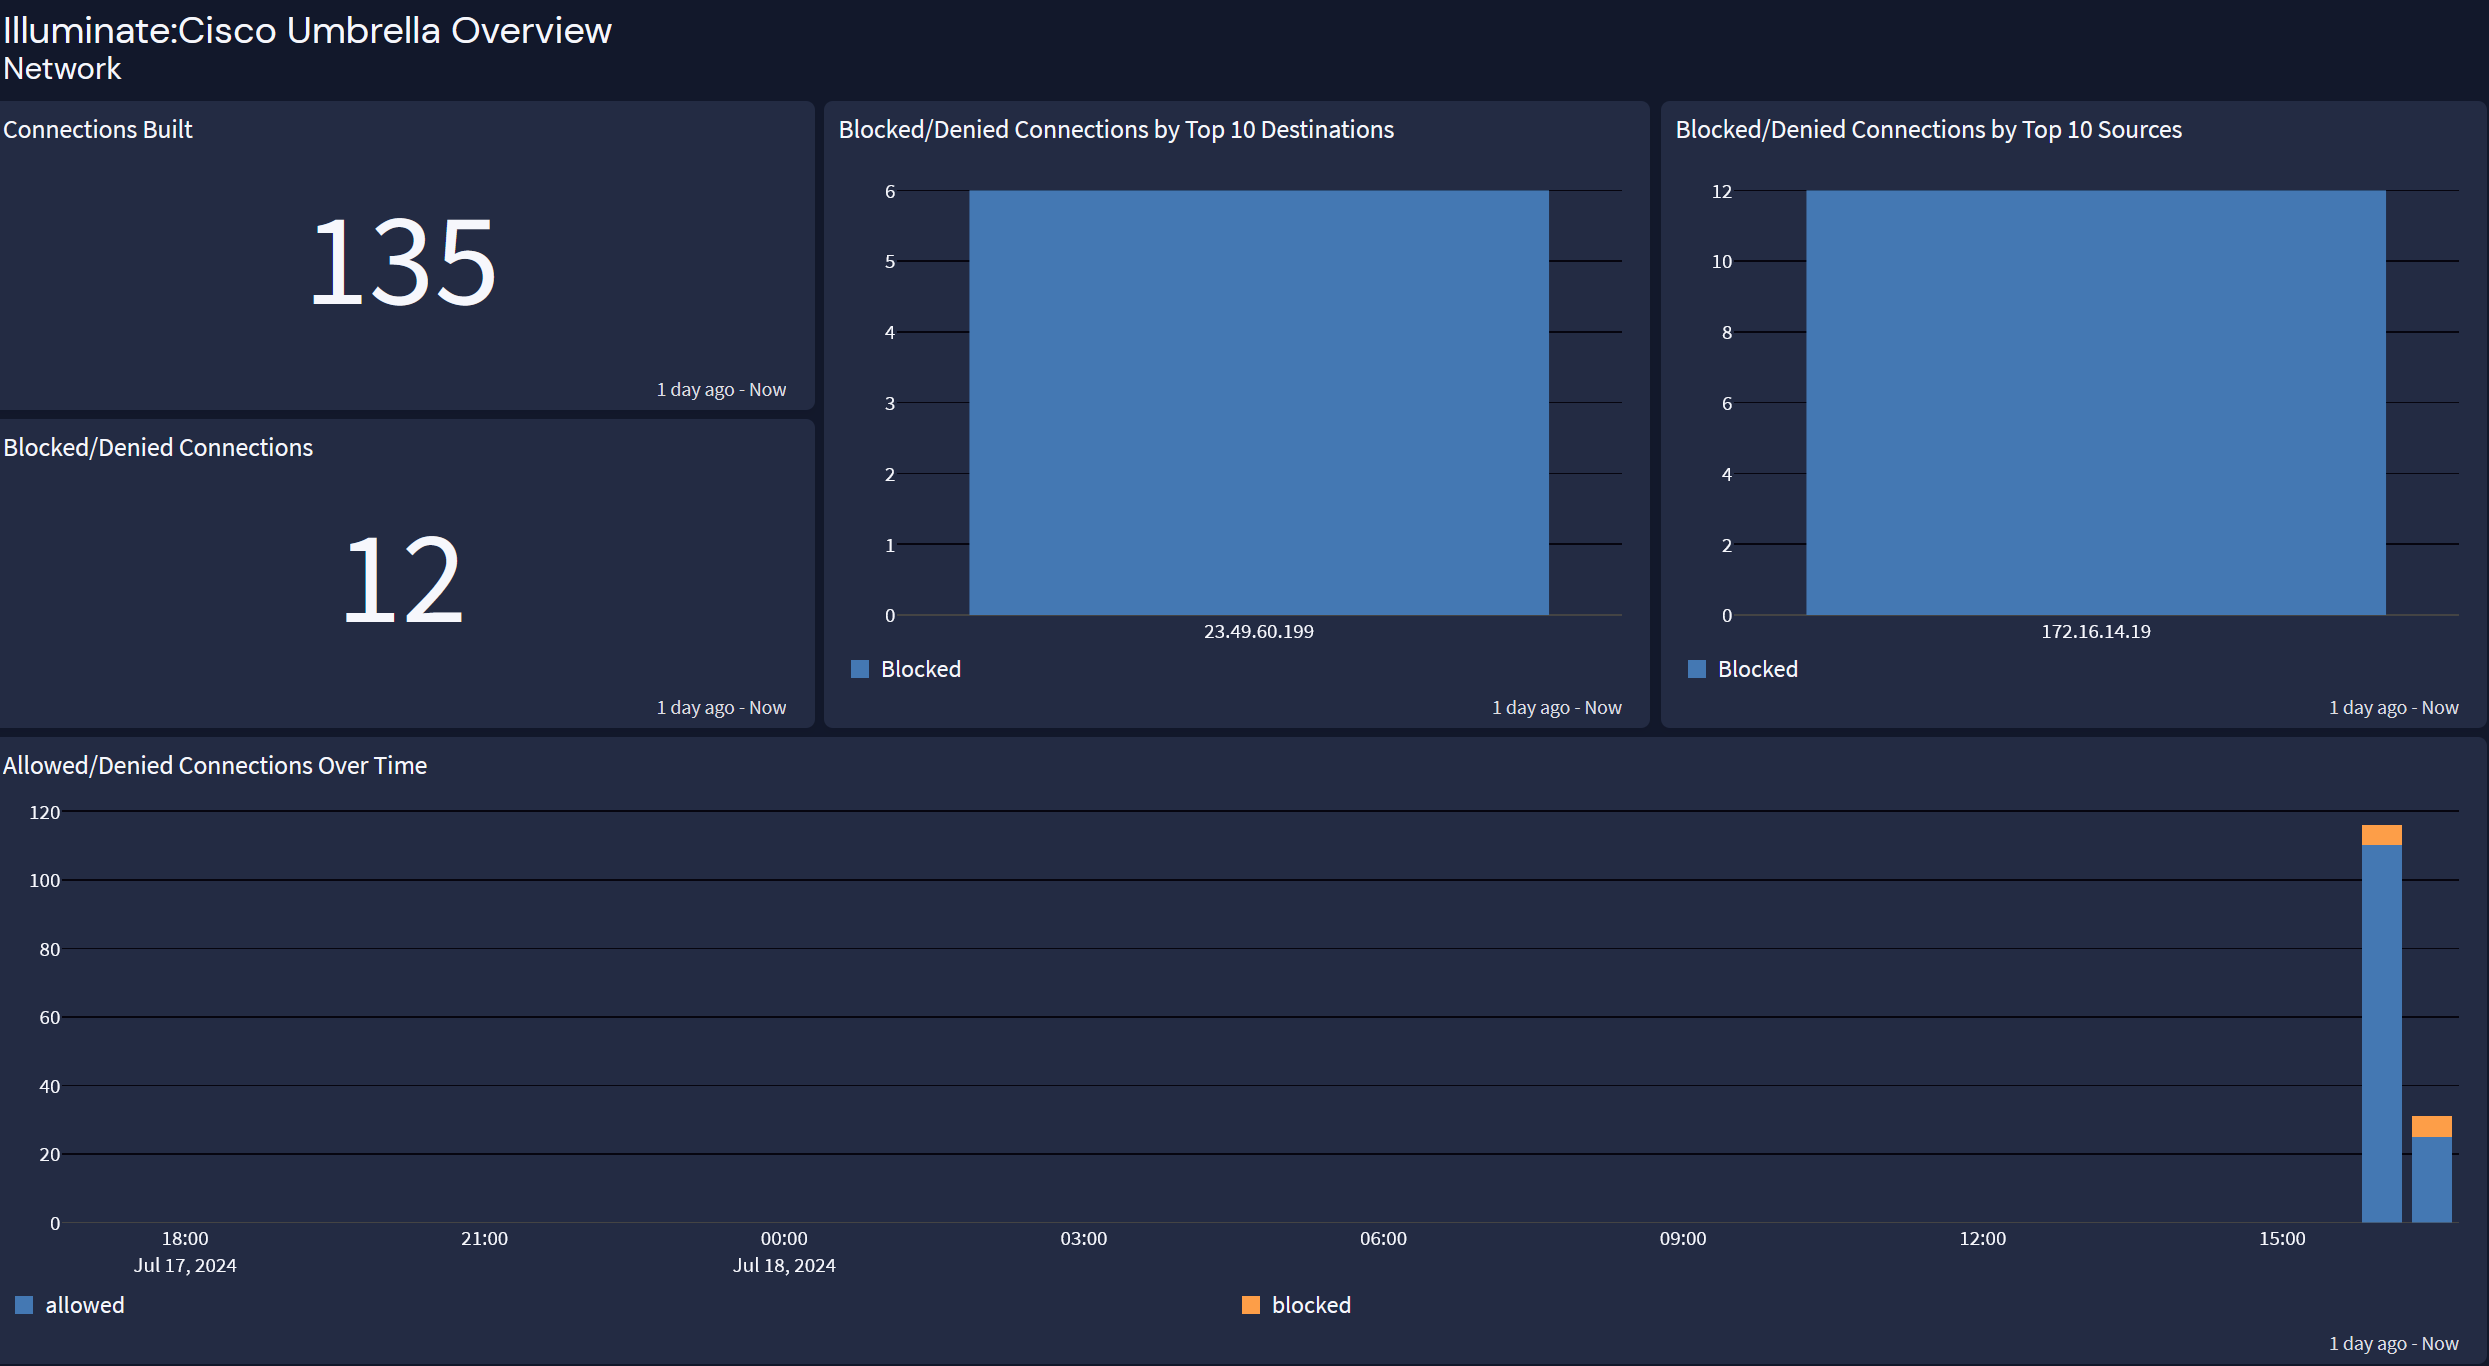 Illuminate:Cisco Umbrella Overview
Network
Connections Built
135
1 day ago - Now
Blocked/Denied Connections
12
1 day ago - Now
Blocked/Denied Connections by Top 10 Destinations
6
5
4
3
2
1
0
23.49.60.199
Blocked
1 day ago - Now
Blocked/Denied Connections by Top 10 Sources
12
10
8
6
4
2
0
172.16.14.19
Blocked
1 day ago - Now
Allowed/Denied Connections Over Time
120
100
80
60
40
20
0
18:00 21:00 00:00 03:00 06:00 09:00 12:00 15:00
Jul 17, 2024 Jul 18, 2024
allowed blocked
1 day ago - Now